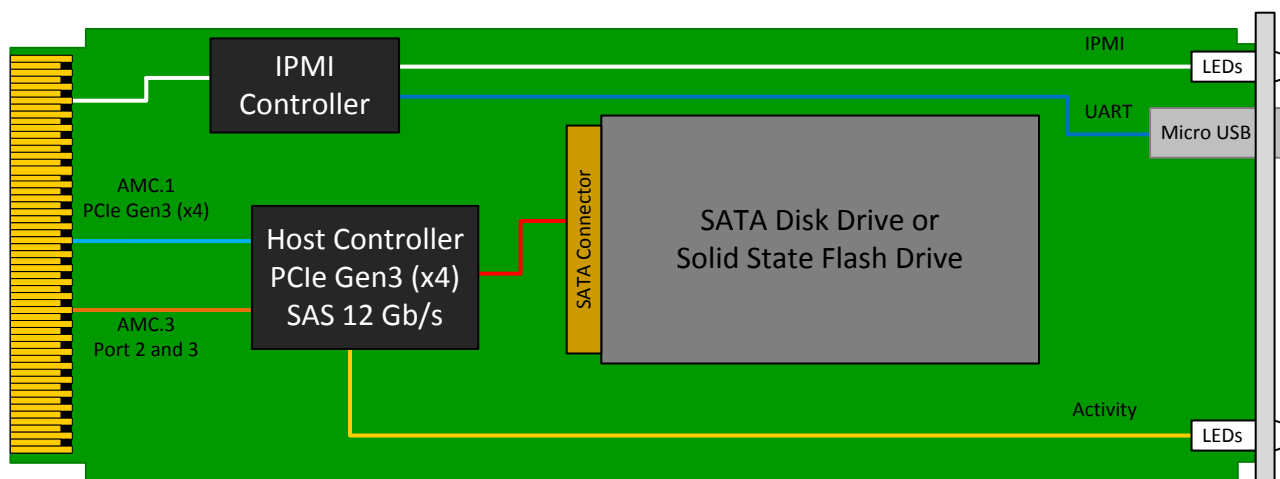 IPMI
Controller
IPMI
LEDs
UART
Micro USB
AMC.1
PCIe Gen3 (x4)
Host Controller
PCIe Gen3 (x4)
SAS 12 Gb/s
SATA Connector
SATA Disk Drive or
Solid State Flash Drive
AMC.3
Port 2 and 3
Activity
LEDs